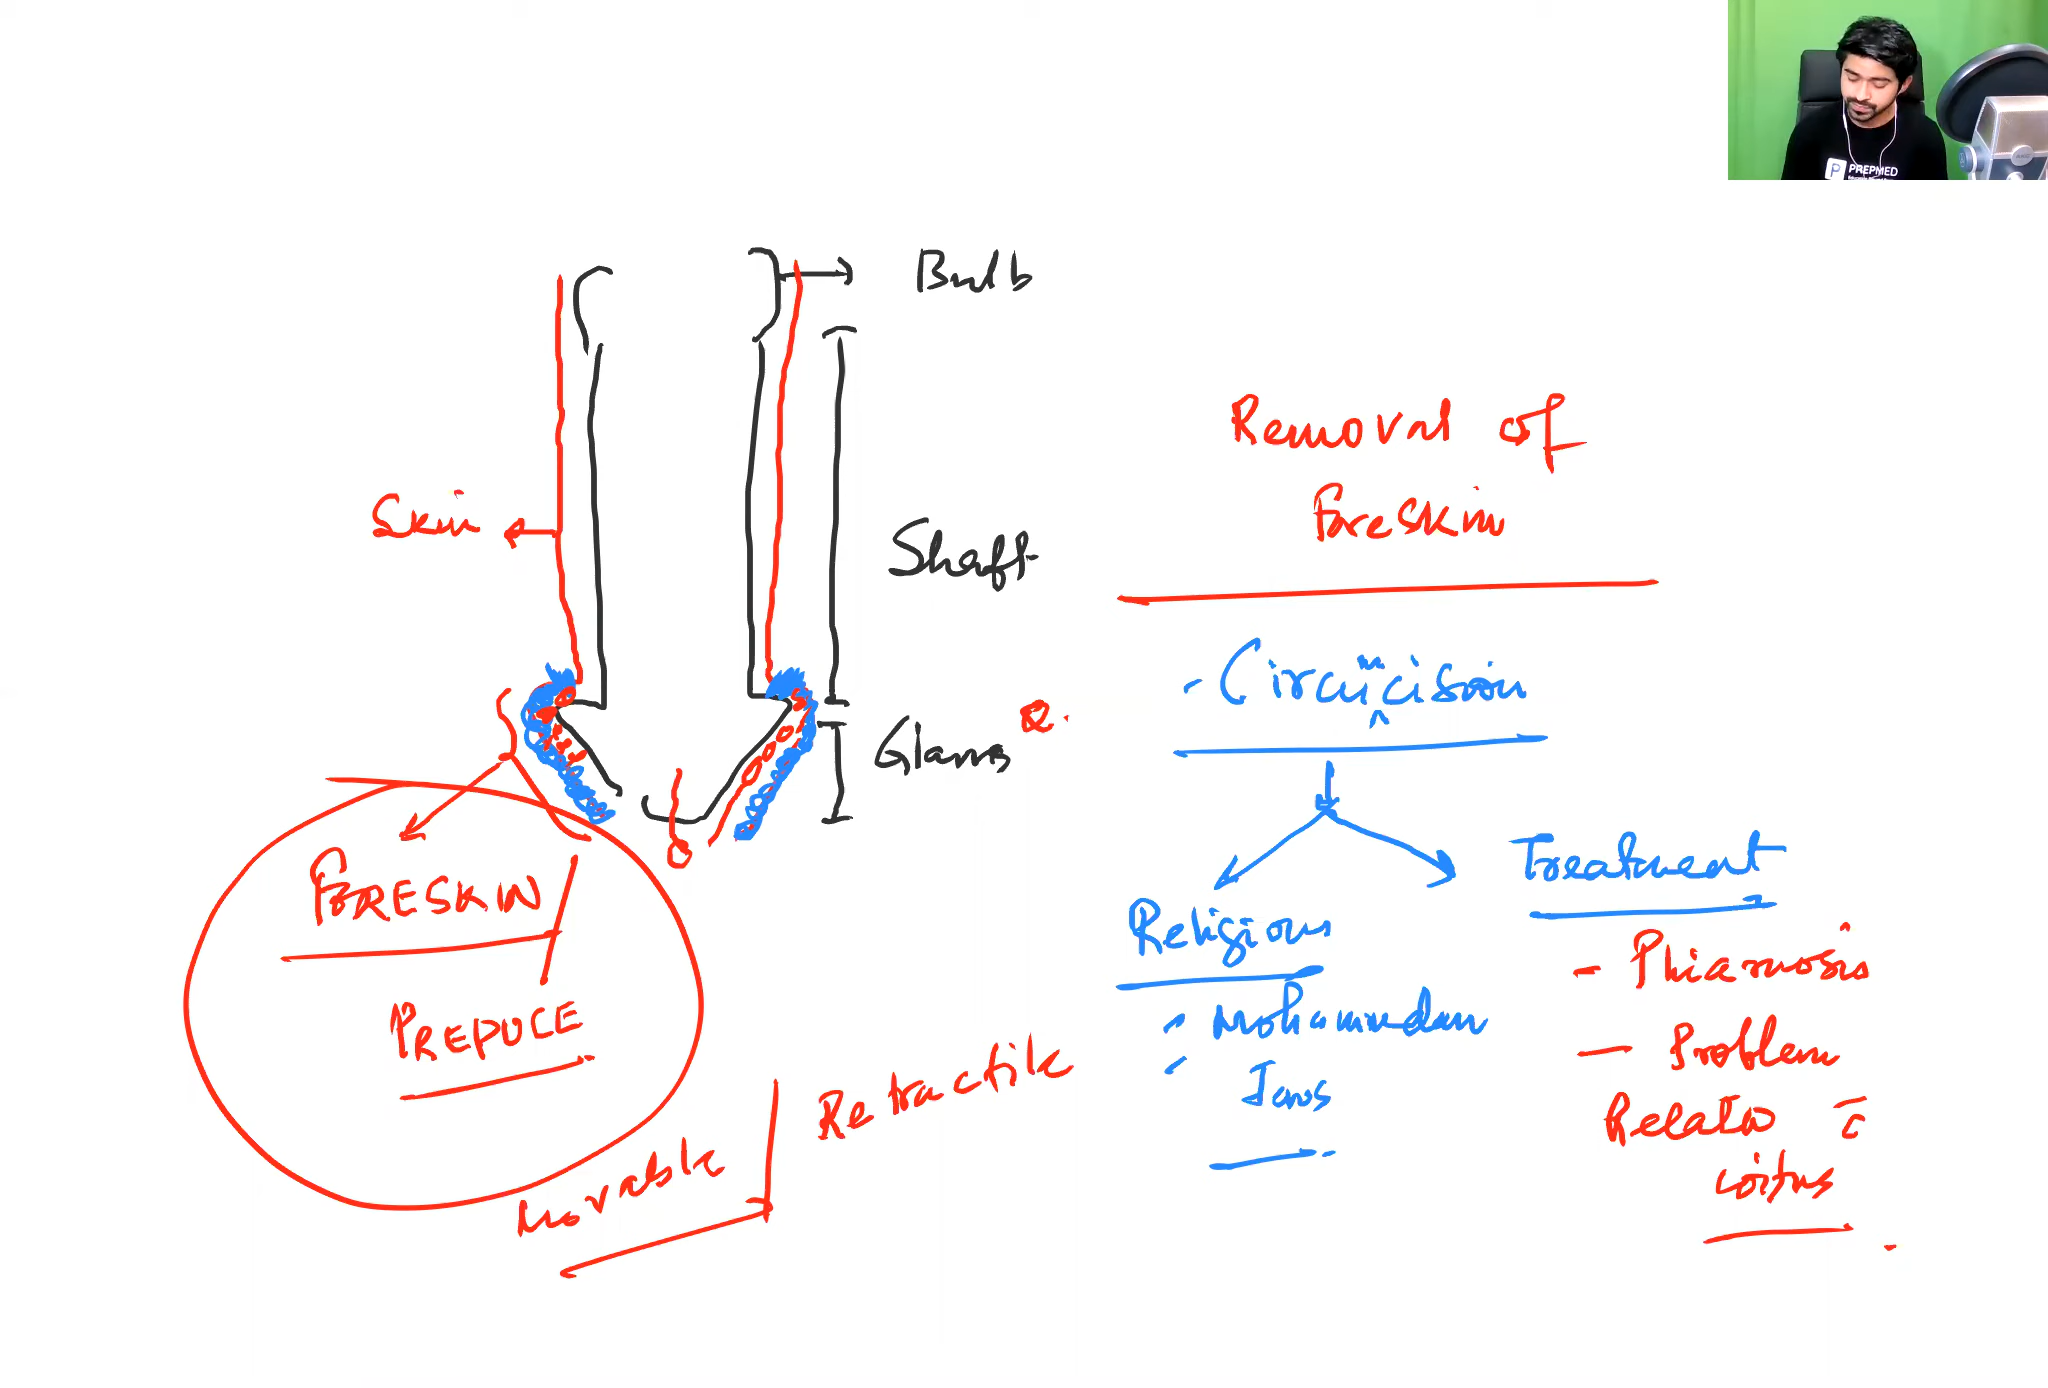 PREPMED
Bulb
Skin
Shaft
Glans
FORESKIN
PREPUCE
Movable
Retractile
Removal of
Foreskin
- Circumcision
Religious
Mohammedan
Jews
Treatment
- Phimosis
- Problem
Relatn c̄
coitus